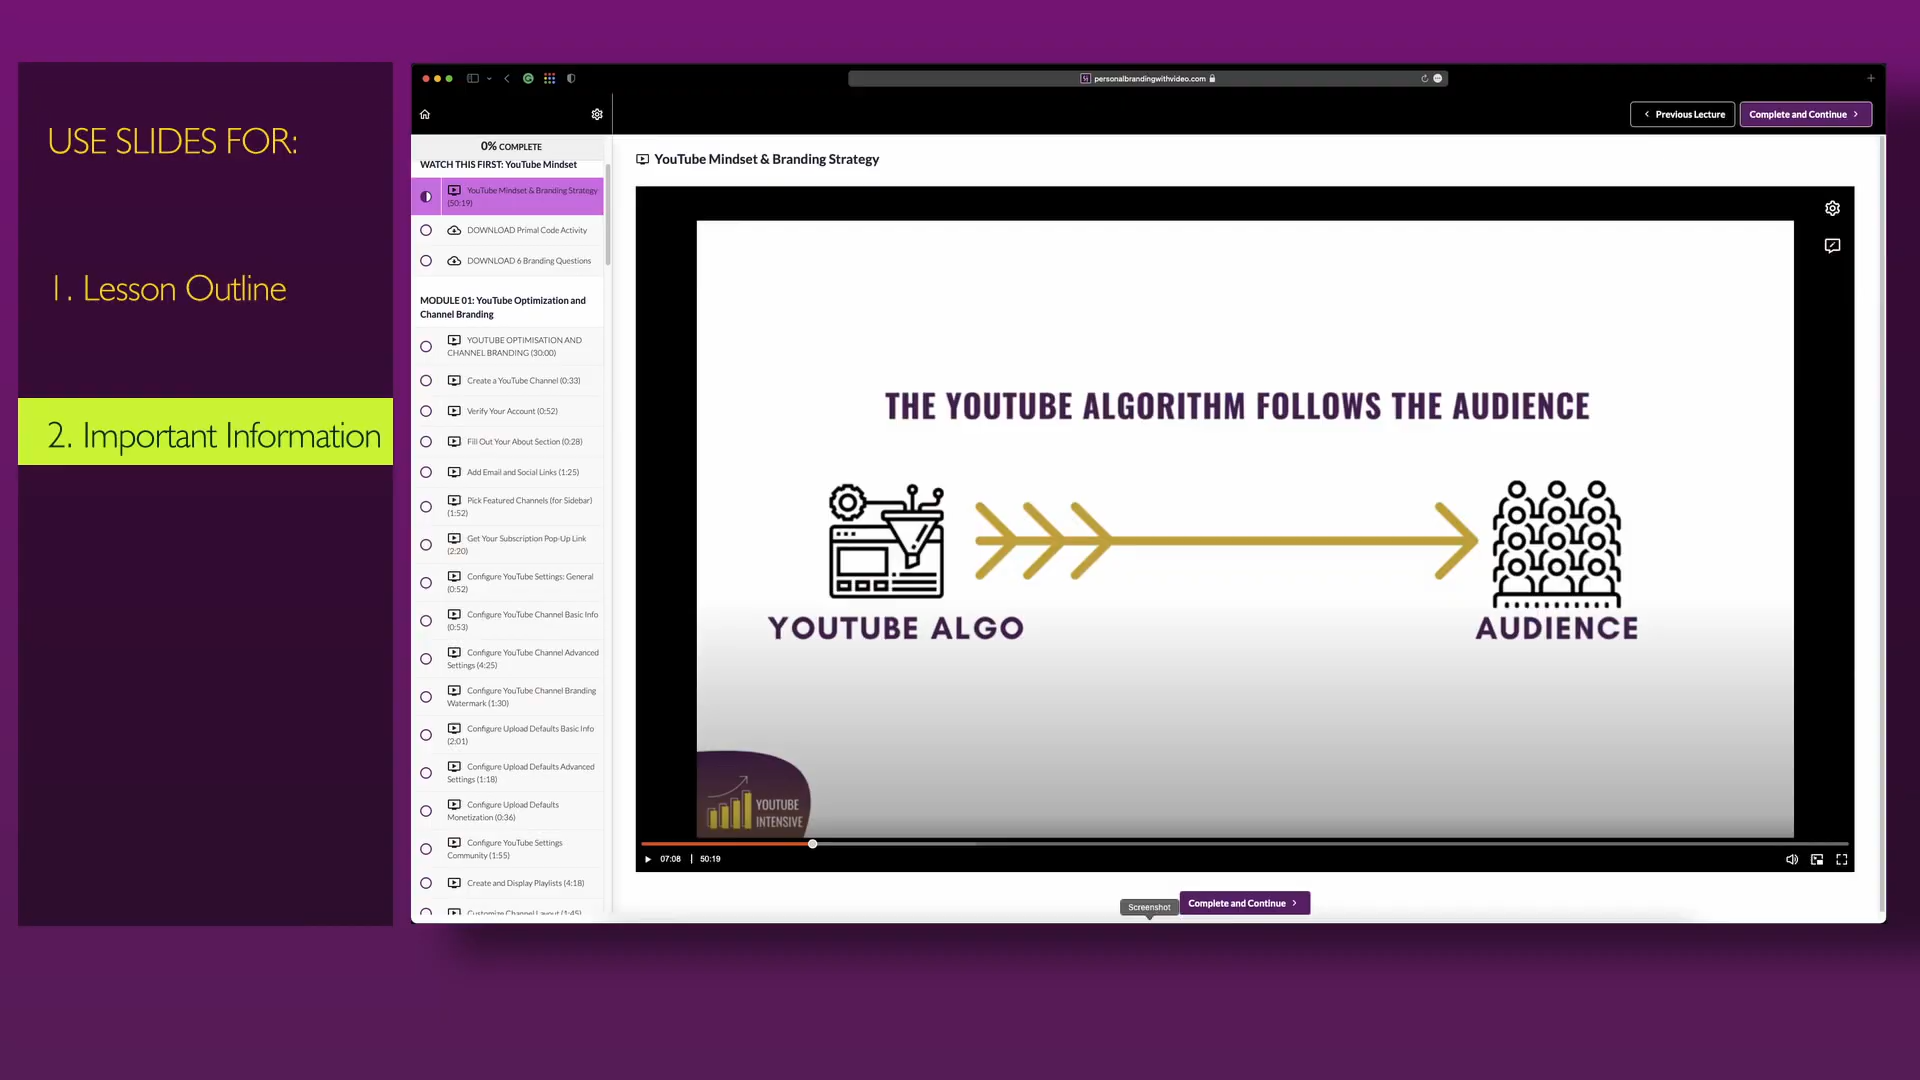 USE SLIDES FOR:
1. Lesson Outline
2. Important Information
personalbrandingwithvideo.com
Previous Lecture
Complete and Continue
0% COMPLETE
WATCH THIS FIRST: YouTube Mindset
YouTube Mindset & Branding Strategy
(50:19)
DOWNLOAD Primal Code Activity
DOWNLOAD 6 Branding Questions
MODULE 01: YouTube Optimization and
Channel Branding
YOUTUBE OPTIMISATION AND
CHANNEL BRANDING (30:00)
Create a YouTube Channel (0:33)
Verify Your Account (0:52)
Fill Out Your About Section (0:28)
Add Email and Social Links (1:25)
Pick Featured Channels (for Sidebar)
(1:52)
Get Your Subscription Pop-Up Link
(2:20)
Configure YouTube Settings: General
(0:52)
Configure YouTube Channel Basic Info
(0:53)
Configure YouTube Channel Advanced
Settings (4:25)
Configure YouTube Channel Branding
Watermark (1:30)
Configure Upload Defaults Basic Info
(2:01)
Configure Upload Defaults Advanced
Settings (1:18)
Configure Upload Defaults
Monetization (0:36)
Configure YouTube Settings
Community (1:55)
Create and Display Playlists (4:18)
Customize Channel Layout (1:45)
YouTube Mindset & Branding Strategy
THE YOUTUBE ALGORITHM FOLLOWS THE AUDIENCE
YOUTUBE ALGO
AUDIENCE
YOUTUBE
INTENSIVE
07:08 | 50:19
Screenshot
Complete and Continue